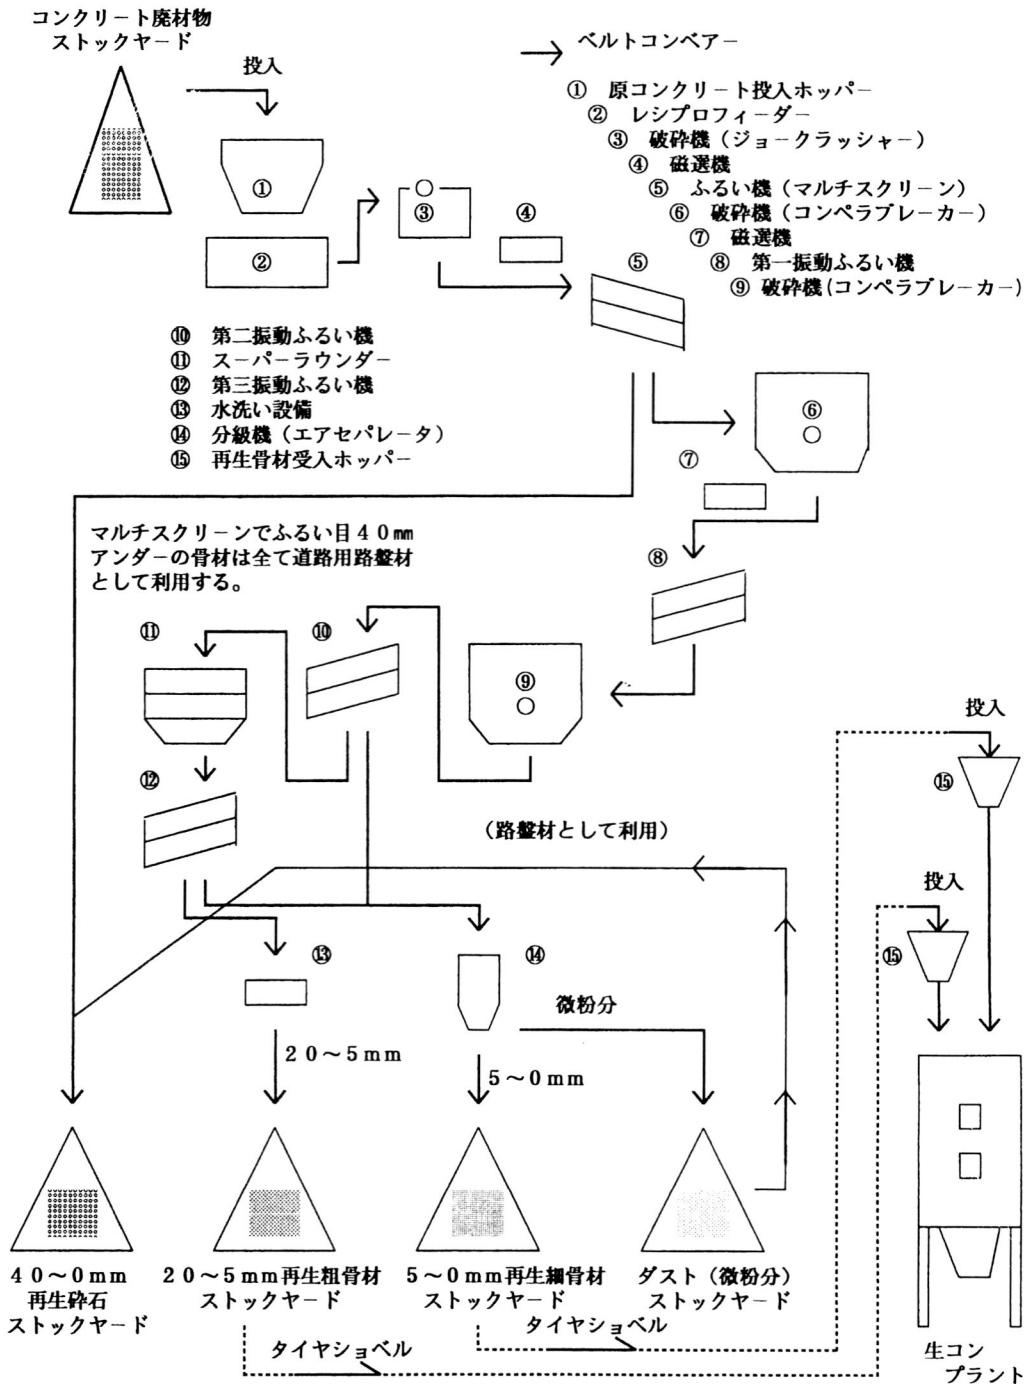 コンクリート廃材物
ストックヤード
投入
ベルトコンベアー
① 原コンクリート投入ホッパー
② レシプロフィーダー
③ 破砕機（ジョークラッシャー）
④ 磁選機
⑤ ふるい機（マルチスクリーン）
⑥ 破砕機（コンペラブレーカー）
⑦ 磁選機
⑧ 第一振動ふるい機
⑨ 破砕機（コンペラブレーカー）
①
②
③
④
⑤
⑩ 第二振動ふるい機
⑪ スーパーラウンダー
⑫ 第三振動ふるい機
⑬ 水洗い設備
⑭ 分級機（エアセパレータ）
⑮ 再生骨材受入ホッパー
⑥
⑦
マルチスクリーンでふるい目４０㎜
アンダーの骨材は全て道路用路盤材
として利用する。
⑧
⑪
⑩
⑨
投入
⑮
⑫
（路盤材として利用）
投入
⑮
⑬
⑭
微粉分
２０～５ｍｍ
５～０ｍｍ
４０～０ｍｍ
再生砕石
ストックヤード
２０～５ｍｍ再生粗骨材
ストックヤード
５～０ｍｍ再生細骨材
ストックヤード
ダスト（微粉分）
ストックヤード
タイヤショベル
タイヤショベル
生コン
プラント